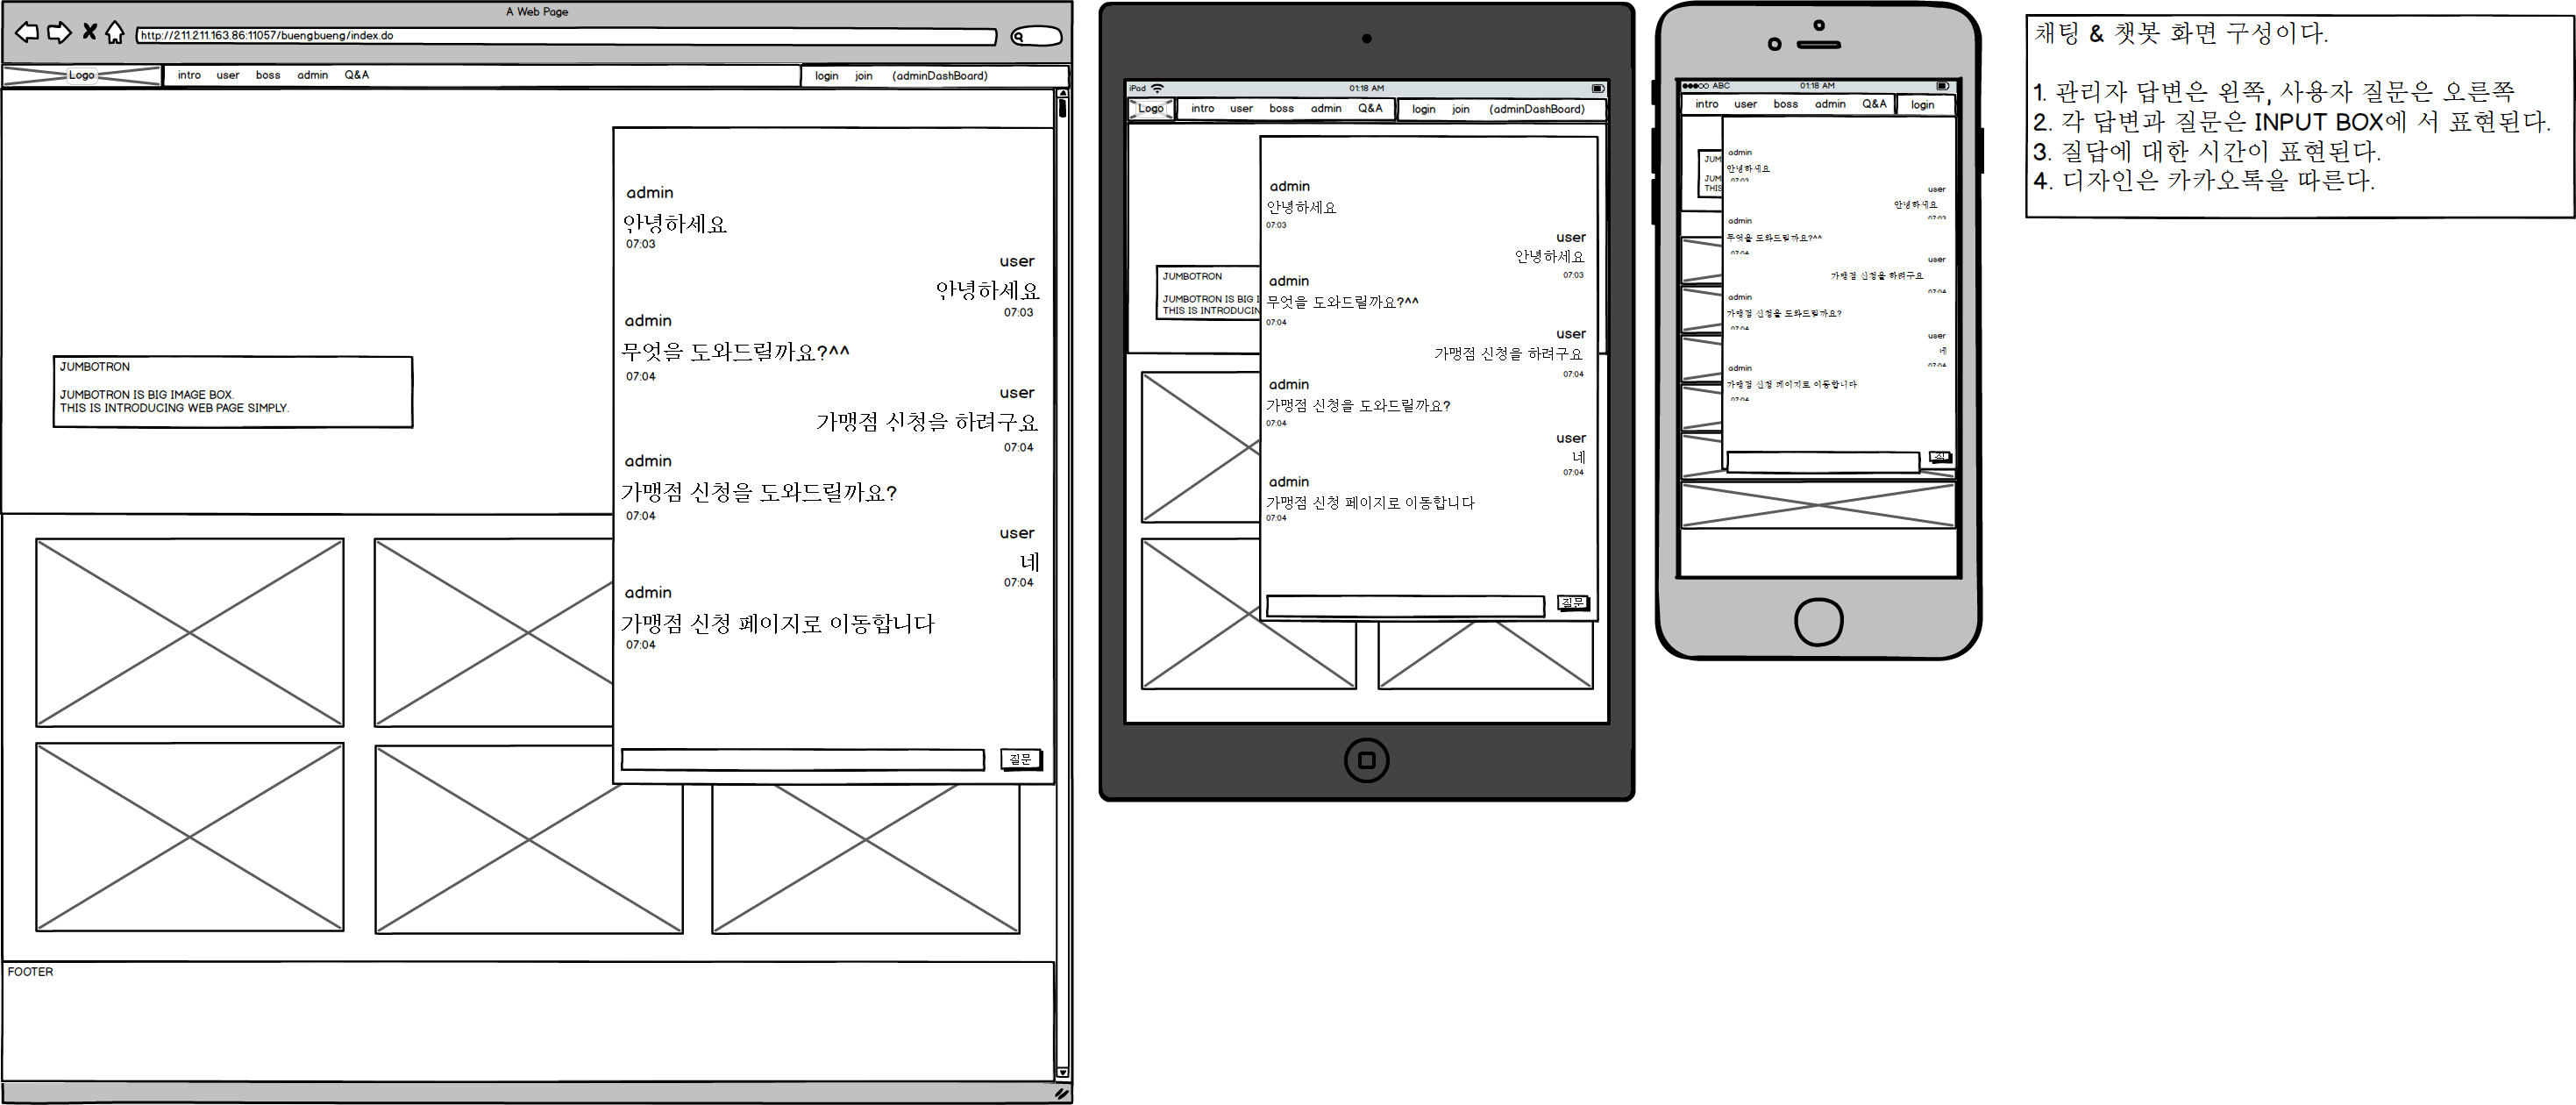 A Web Page
http://211.211.163.86:11057/buengbueng/index.do
Logo intro user boss admin Q&A login join (adminDashBoard)
admin
안녕하세요
07:03
user
안녕하세요
07:03
admin
무엇을 도와드릴까요?^^
07:04
user
가맹점 신청을 하려구요
07:04
admin
가맹점 신청을 도와드릴까요?
07:04
user
네
07:04
admin
가맹점 신청 페이지로 이동합니다
07:04
질문
JUMBOTRON
JUMBOTRON IS BIG IMAGE BOX.
THIS IS INTRODUCING WEB PAGE SIMPLY.
FOOTER
iPod 01:18 AM
Logo intro user boss admin Q&A login join (adminDashBoard)
JUMBOTRON
JUMBOTRON IS BIG I
THIS IS INTRODUCIN
admin
안녕하세요
07:03
user
안녕하세요
07:03
admin
무엇을 도와드릴까요?^^
07:04
user
가맹점 신청을 하려구요
07:04
admin
가맹점 신청을 도와드릴까요?
07:04
user
네
07:04
admin
가맹점 신청 페이지로 이동합니다
07:04
질문
ABC 01:18 AM
intro user boss admin Q&A login
JUM
JUM
THIS
admin
안녕하세요
07:03
user
안녕하세요
07:03
admin
무엇을 도와드릴까요?^^
07:04
user
가맹점 신청을 하려구요
07:04
admin
가맹점 신청을 도와드릴까요?
07:04
user
네
07:04
admin
가맹점 신청 페이지로 이동합니다
07:04
질
채팅 & 챗봇 화면 구성이다.
1. 관리자 답변은 왼쪽, 사용자 질문은 오른쪽
2. 각 답변과 질문은 INPUT BOX에 서 표현된다.
3. 질답에 대한 시간이 표현된다.
4. 디자인은 카카오톡을 따른다.